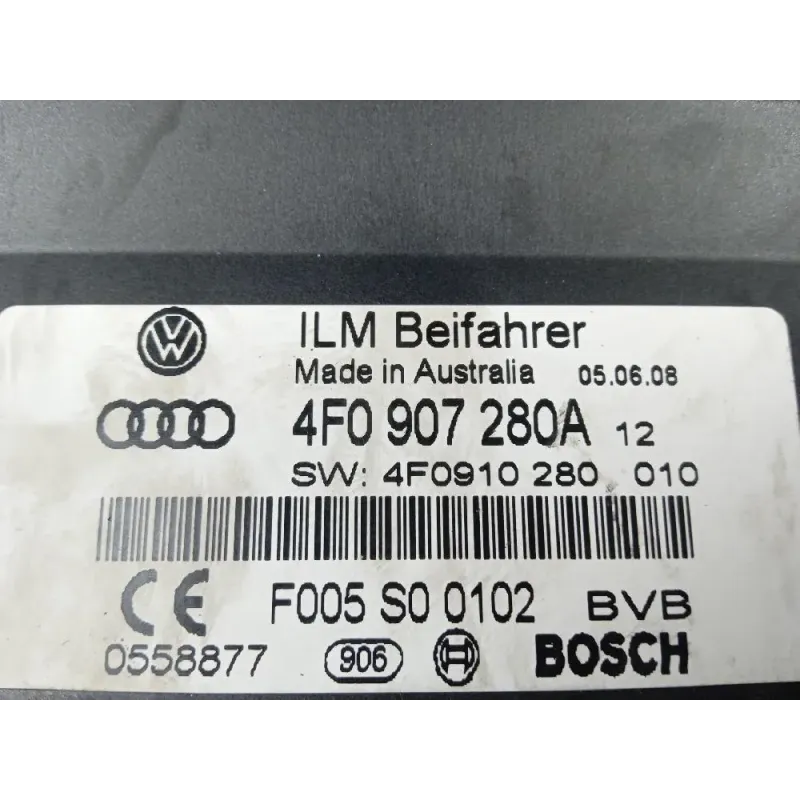 ILM Beifahrer
Made in Australia 05.06.08
4F0 907 280A 12
SW: 4F0910 280 010
CE F005 S0 0102 BVB
0558877 906 BOSCH